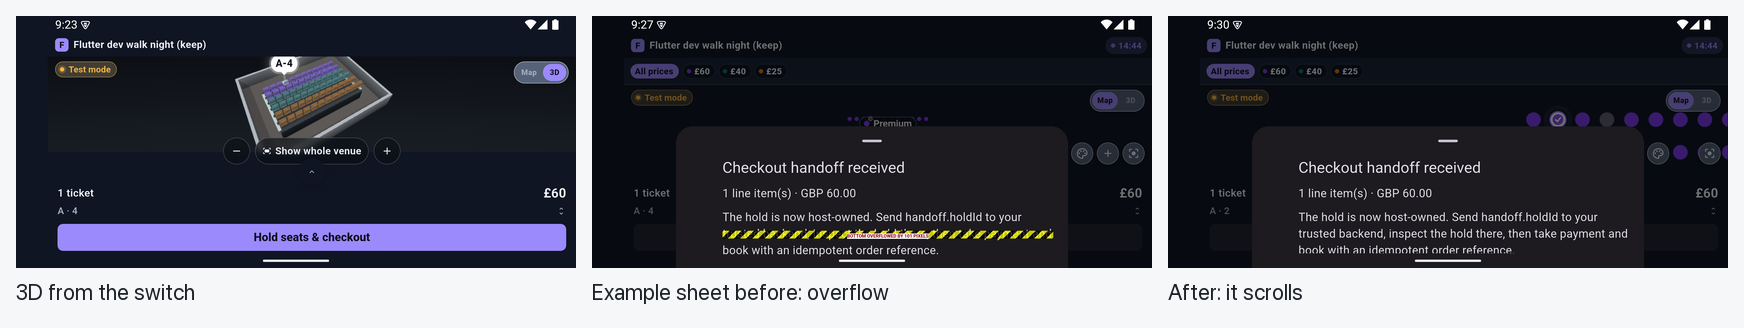 9:23
F Flutter dev walk night (keep)
Test mode
A-4
Map 3D
− Show whole venue +
1 ticket £60
A · 4
Hold seats & checkout
3D from the switch
9:27
F Flutter dev walk night (keep) 14:44
All prices £60 £40 £25
Test mode
Map 3D
Premium
Checkout handoff received
1 ticket £60
1 line item(s) · GBP 60.00
A · 4
The hold is now host-owned. Send handoff.holdId to your
BOTTOM OVERFLOWED BY 101 PIXELS
book with an idempotent order reference.
Example sheet before: overflow
9:30
F Flutter dev walk night (keep) 14:44
All prices £60 £40 £25
Test mode
Map 3D
Checkout handoff received
1 ticket £60
1 line item(s) · GBP 60.00
A · 2
The hold is now host-owned. Send handoff.holdId to your
trusted backend, inspect the hold there, then take payment and
book with an idempotent order reference.
After: it scrolls